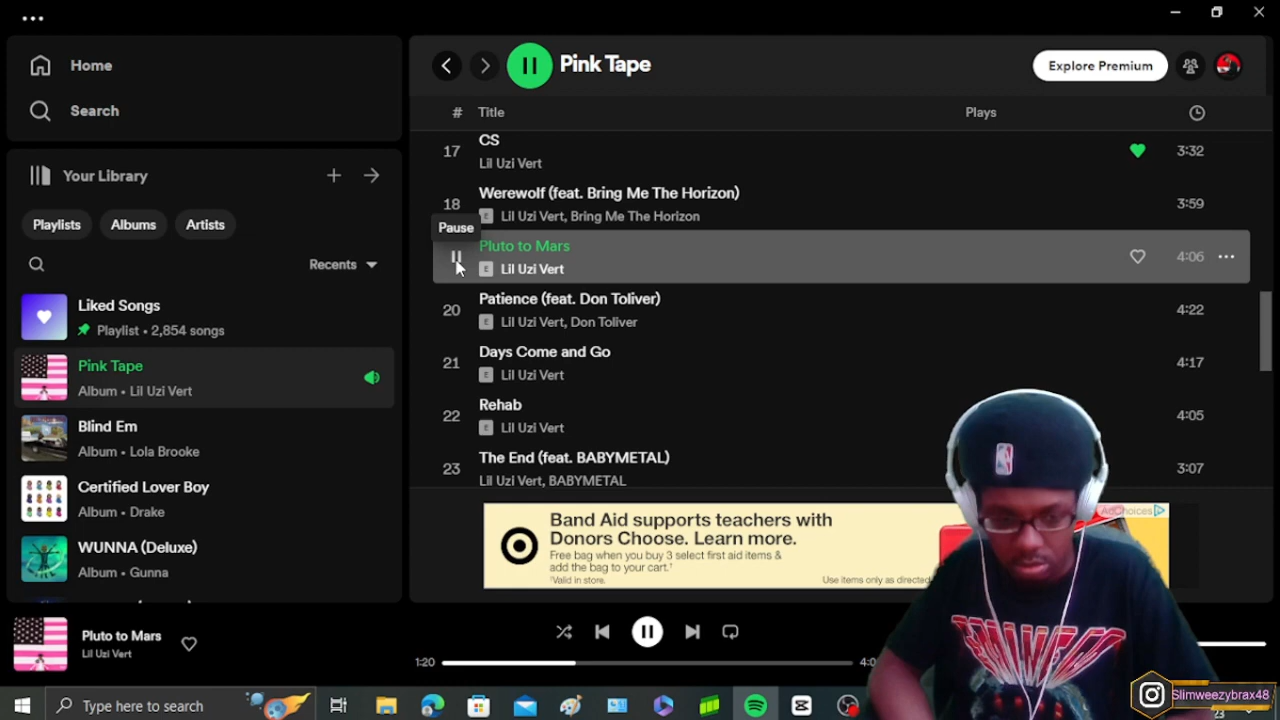 Home
Search
Your Library
Playlists
Albums
Artists
Recents
Liked Songs
Playlist • 2,854 songs
Pink Tape
Album • Lil Uzi Vert
Blind Em
Album • Lola Brooke
Certified Lover Boy
Album • Drake
WUNNA (Deluxe)
Album • Gunna
Pink Tape
Explore Premium
# Title Plays
17 CS 3:32
Lil Uzi Vert
18 Werewolf (feat. Bring Me The Horizon) 3:59
E Lil Uzi Vert, Bring Me The Horizon
Pause
Pluto to Mars 4:06
E Lil Uzi Vert
20 Patience (feat. Don Toliver) 4:22
E Lil Uzi Vert, Don Toliver
21 Days Come and Go 4:17
E Lil Uzi Vert
22 Rehab 4:05
E Lil Uzi Vert
23 The End (feat. BABYMETAL) 3:07
Lil Uzi Vert, BABYMETAL
Band Aid supports teachers with
Donors Choose. Learn more.
Free bag when you buy 3 select first aid items &
add the bag to your cart.†
†Valid in store.
Use items only as directed
AdChoices
Pluto to Mars
Lil Uzi Vert
1:20
Type here to search
Slimweezybrax48